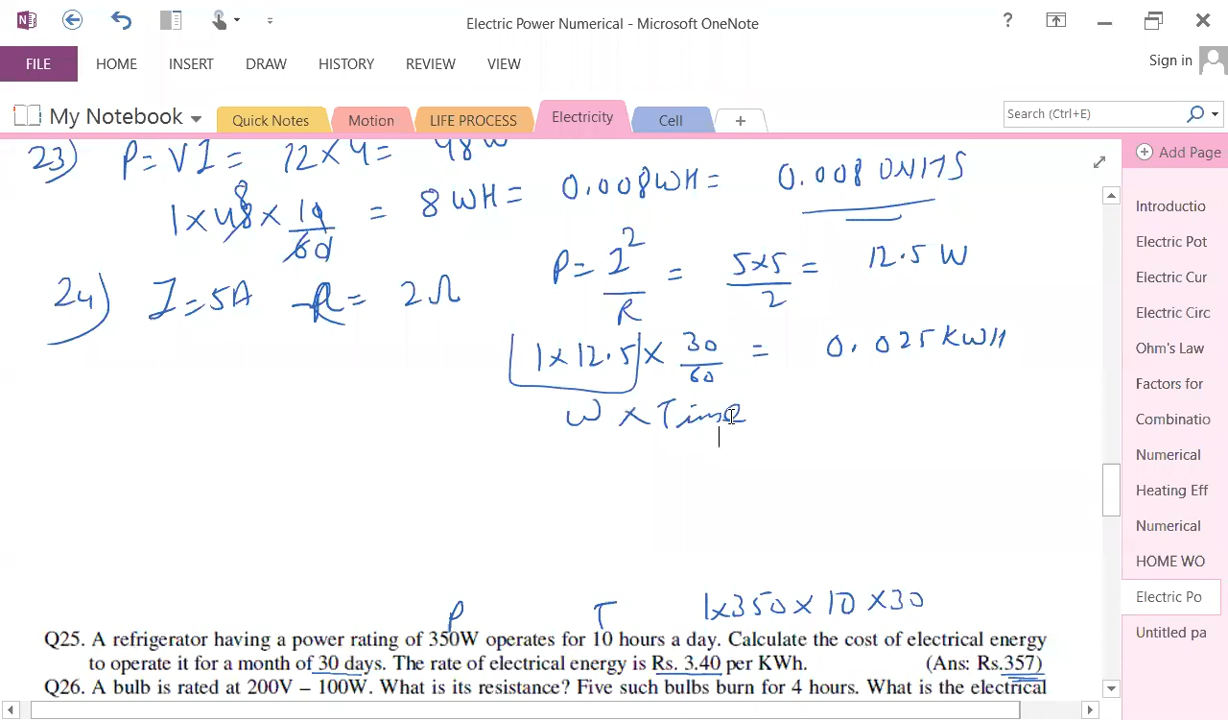 Electric Power Numerical - Microsoft OneNote
?
FILE HOME INSERT DRAW HISTORY REVIEW VIEW
Sign in
My Notebook Quick Notes Motion LIFE PROCESS Electricity Cell +
Search (Ctrl+E)
Add Page
Introductio
Electric Pot
Electric Cur
Electric Circ
Ohm's Law
Factors for
Combinatio
Numerical
Heating Eff
Numerical
HOME WO
Electric Po
Untitled pa
23) P = V I = 12 x 4 = 48 W
1 x 48 x 10/60 = 8 WH = 0.008 WH = 0.008 UNITS
8
24) I = 5A R = 2 Ω P = I²/R = 5x5/2 = 12.5 W
1 x 12.5 x 30/60 = 0.025 KWH
W x Time
P T 1x350 x 10 x 30
Q25. A refrigerator having a power rating of 350W operates for 10 hours a day. Calculate the cost of electrical energy
to operate it for a month of 30 days. The rate of electrical energy is Rs. 3.40 per KWh. (Ans: Rs.357)
Q26. A bulb is rated at 200V – 100W. What is its resistance? Five such bulbs burn for 4 hours. What is the electrical